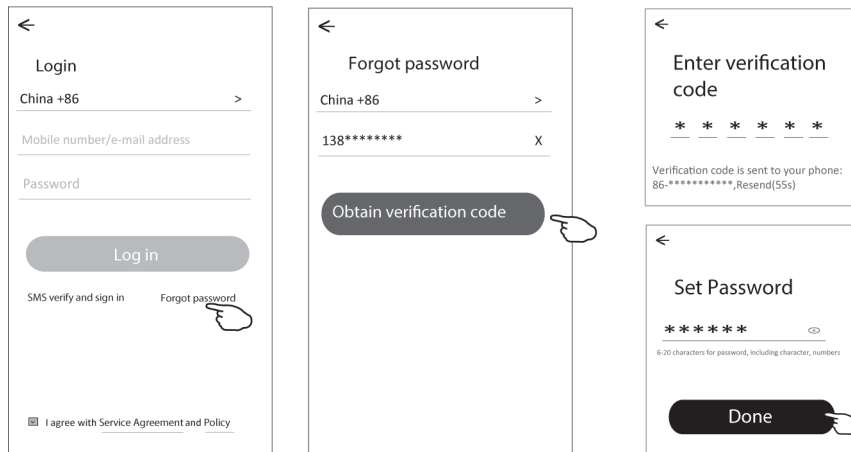 Login
China +86 >
Mobile number/e-mail address
Password
Log in
SMS verify and sign in Forgot password
I agree with Service Agreement and Policy
Forgot password
China +86 >
138******** X
Obtain verification code
Enter verification
code
* * * * * *
Verification code is sent to your phone:
86-***********,Resend(55s)
Set Password
******
6-20 characters for password, including character, numbers
Done